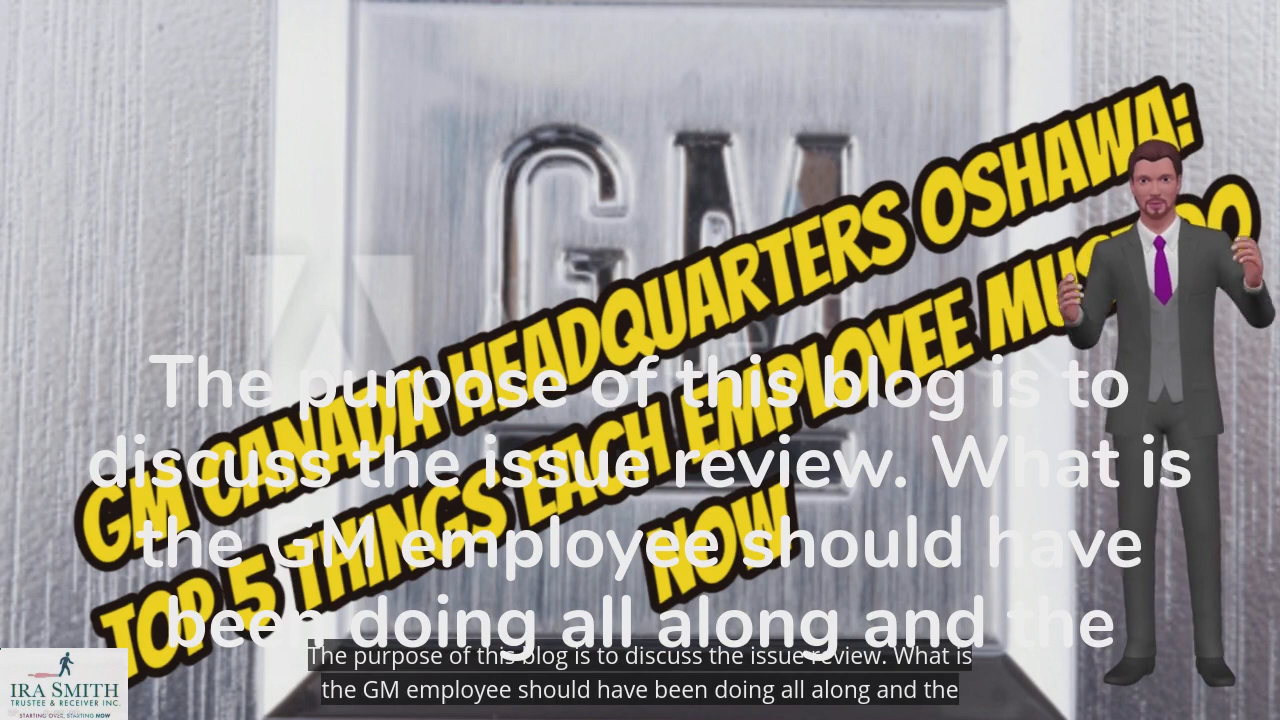 GM
GM CANADA HEADQUARTERS OSHAWA:
TOP 5 THINGS EACH EMPLOYEE MUST DO
NOW
The purpose of this blog is to
discuss the issue review. What is
the GM employee should have
been doing all along and the
The purpose of this blog is to discuss the issue review. What is
the GM employee should have been doing all along and the
IRA SMITH
TRUSTEE & RECEIVER INC.
STARTING OVER, STARTING NOW